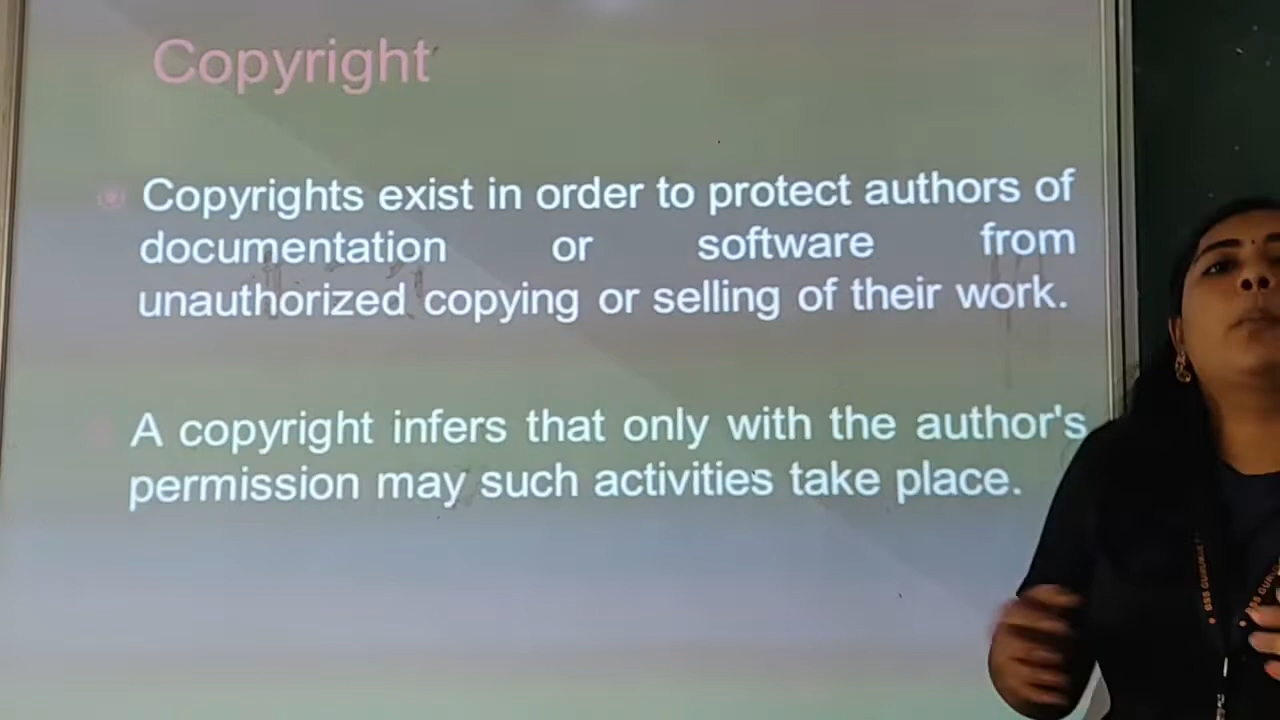 Copyright
Copyrights exist in order to protect authors of
documentation or software from
unauthorized copying or selling of their work.
A copyright infers that only with the author's
permission may such activities take place.